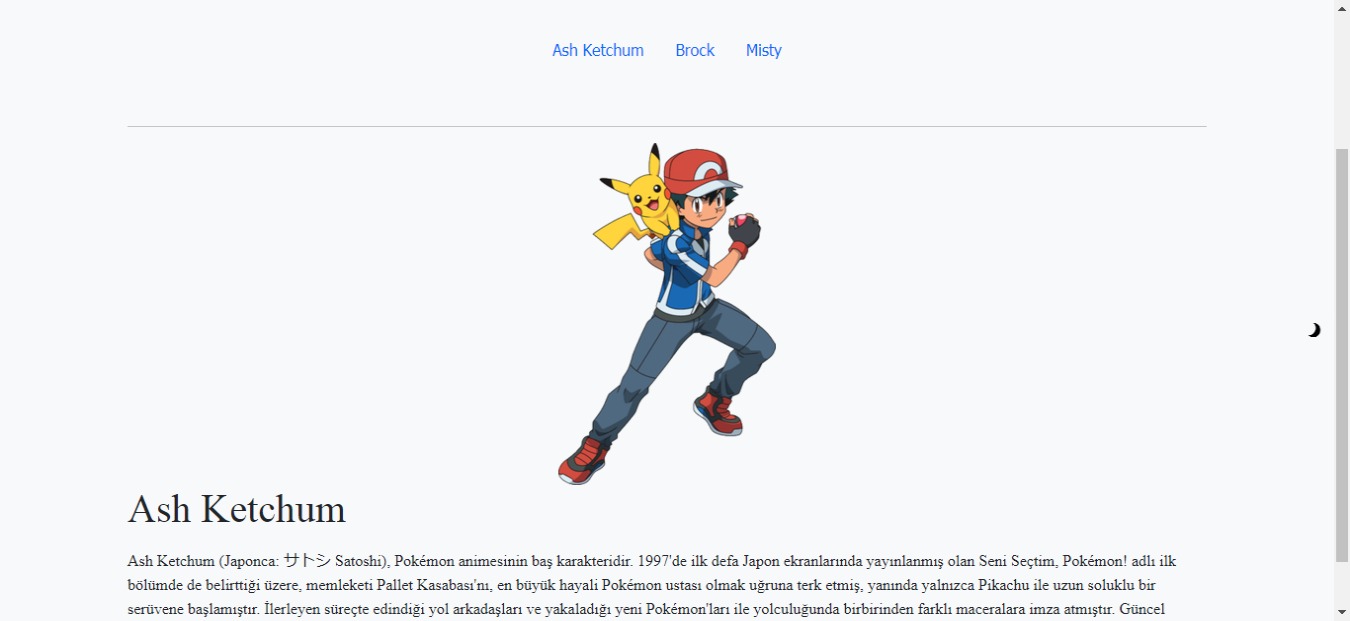 Ash Ketchum Brock Misty
Ash Ketchum
Ash Ketchum (Japonca: サトシ Satoshi), Pokémon animesinin baş karakteridir. 1997'de ilk defa Japon ekranlarında yayınlanmış olan Seni Seçtim, Pokémon! adlı ilk
bölümde de belirttiği üzere, memleketi Pallet Kasabası'nı, en büyük hayali Pokémon ustası olmak uğruna terk etmiş, yanında yalnızca Pikachu ile uzun soluklu bir
serüvene başlamıştır. İlerleyen süreçte edindiği yol arkadaşları ve yakaladığı yeni Pokémon'ları ile yolculuğunda birbirinden farklı maceralara imza atmıştır. Güncel